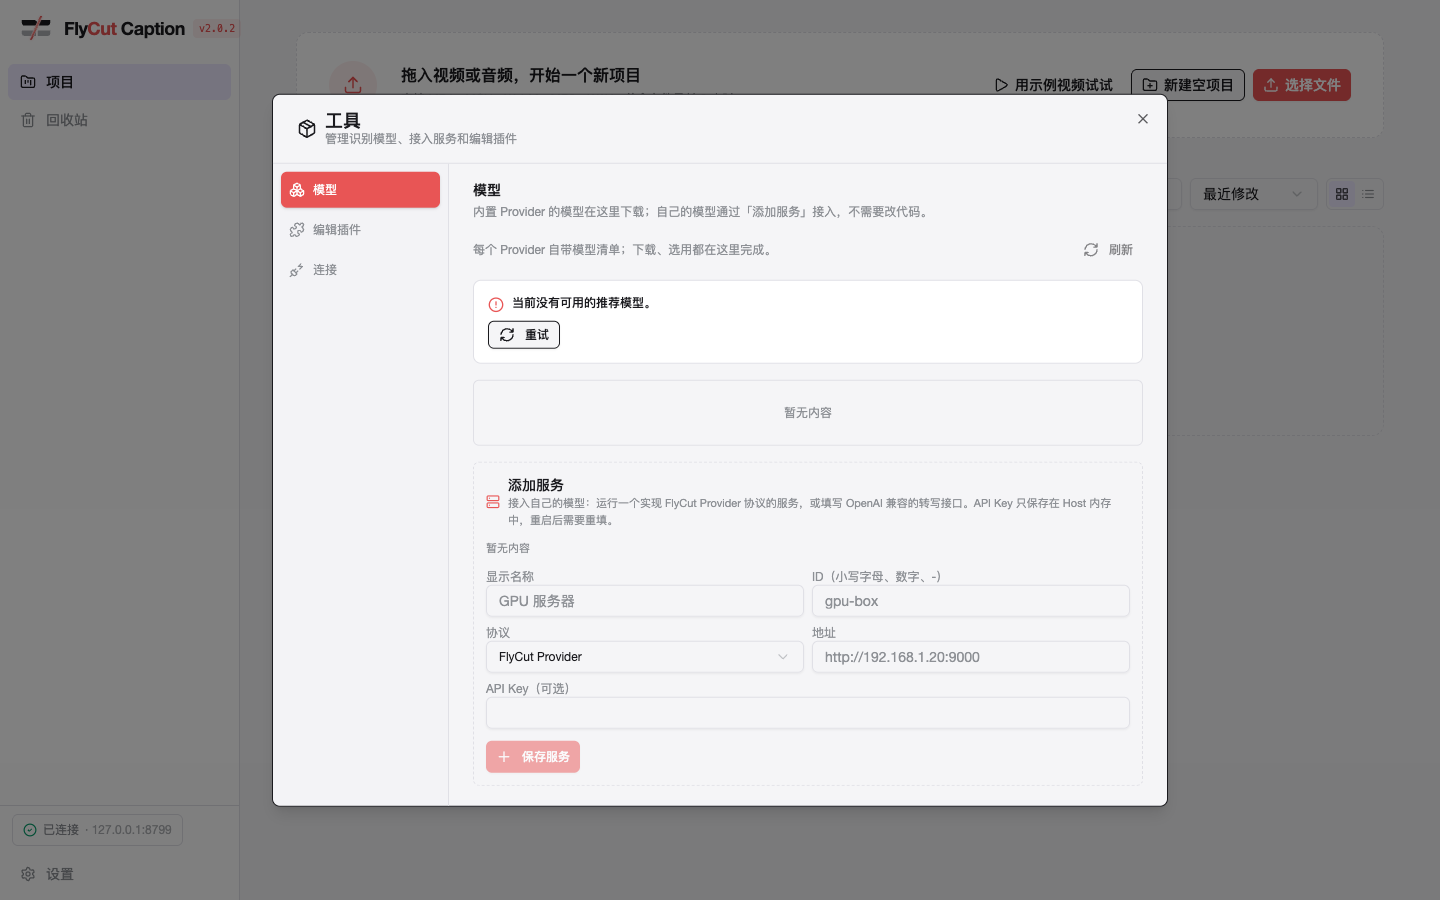 FlyCut Caption v2.0.2
项目
回收站
拖入视频或音频，开始一个新项目
用示例视频试试
新建空项目
选择文件
最近修改
工具
管理识别模型、接入服务和编辑插件
模型
编辑插件
连接
模型
内置 Provider 的模型在这里下载；自己的模型通过「添加服务」接入，不需要改代码。
每个 Provider 自带模型清单；下载、选用都在这里完成。
刷新
当前没有可用的推荐模型。
重试
暂无内容
添加服务
接入自己的模型：运行一个实现 FlyCut Provider 协议的服务，或填写 OpenAI 兼容的转写接口。API Key 只保存在 Host 内存
中，重启后需要重填。
暂无内容
显示名称
ID（小写字母、数字、-）
GPU 服务器
gpu-box
协议
地址
FlyCut Provider
http://192.168.1.20:9000
API Key（可选）
保存服务
已连接 · 127.0.0.1:8799
设置